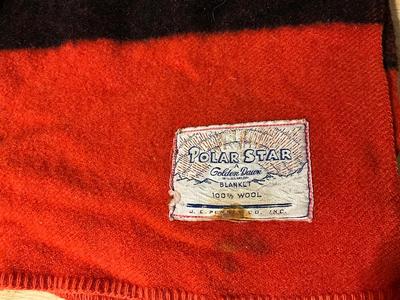 POLAR STAR
A
Golden Dawn
BLANKET
100% WOOL
J. C. PENNEY CO., INC.